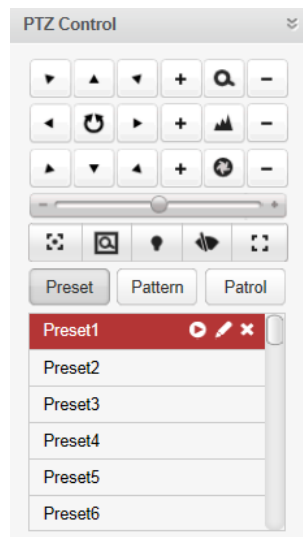 PTZ Control
Preset Pattern Patrol
Preset1
Preset2
Preset3
Preset4
Preset5
Preset6